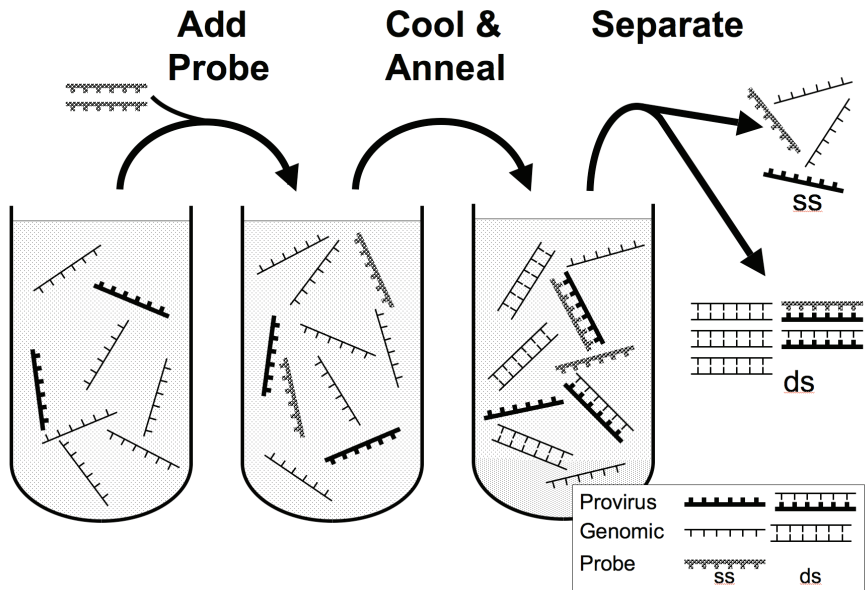 Add
Probe
Cool &
Anneal
Separate
ss
ds
Provirus
Genomic
Probe
ss
ds